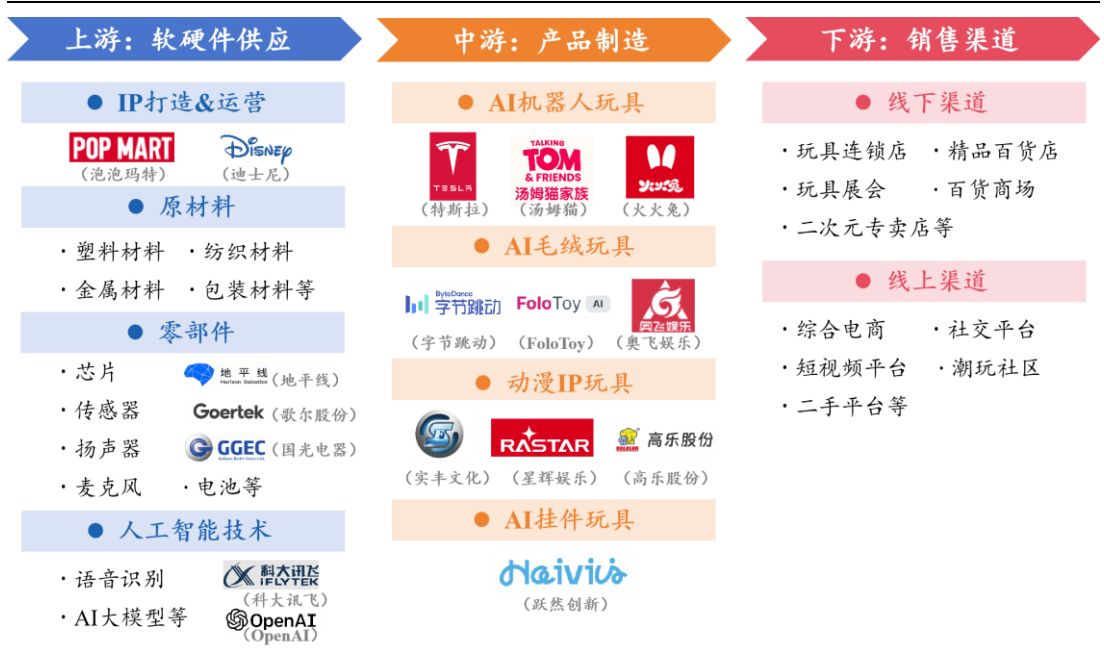 上游：软硬件供应
● IP打造&运营
POP MART
Disney
（泡泡玛特）
（迪士尼）
● 原材料
· 塑料材料 · 纺织材料
· 金属材料 · 包装材料等
● 零部件
· 芯片
地平线
Horizon Robotics
（地平线）
· 传感器
Goertek
（歌尔股份）
· 扬声器
GGEC
（国光电器）
· 麦克风 · 电池等
● 人工智能技术
· 语音识别
科大讯飞
IFLYTEK
（科大讯飞）
· AI大模型等
OpenAI
（OpenAI）
中游：产品制造
● AI机器人玩具
TESLA
TALKING
TOM
& FRIENDS
汤姆猫家族
火火兔
（特斯拉）
（汤姆猫）
（火火兔）
● AI毛绒玩具
ByteDance
字节跳动
FoloToy AI
奥飞娱乐
（字节跳动）
（FoloToy）
（奥飞娱乐）
● 动漫IP玩具
RASTAR
高乐股份
（实丰文化）
（星辉娱乐）
（高乐股份）
● AI挂件玩具
Haivivi
（跃然创新）
下游：销售渠道
● 线下渠道
· 玩具连锁店 · 精品百货店
· 玩具展会 · 百货商场
· 二次元专卖店等
● 线上渠道
· 综合电商 · 社交平台
· 短视频平台 · 潮玩社区
· 二手平台等